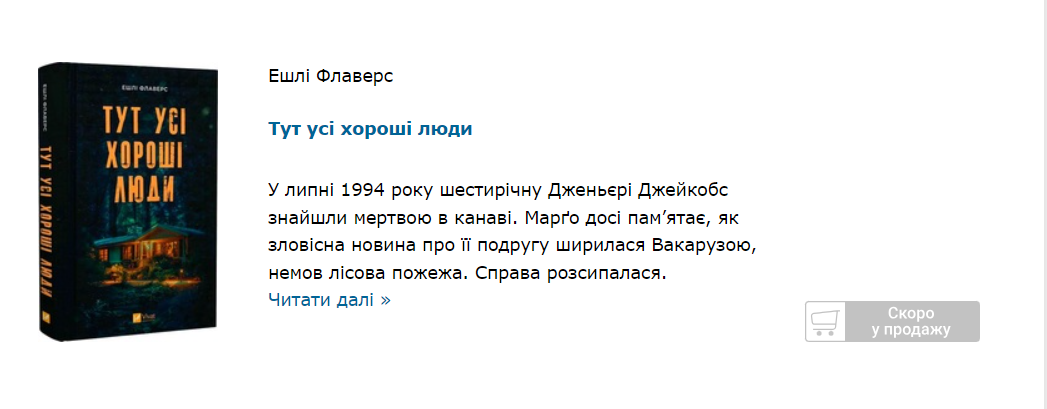 ЕШЛІ ФЛАВЕРС
ТУТ УСІ ХОРОШІ ЛЮДИ
ЕШЛІ ФЛАВЕРС
ТУТ УСІ
ХОРОШІ
ЛЮДИ
Vivat
Ешлі Флаверс
Тут усі хороші люди
У липні 1994 року шестирічну Дженьєрі Джейкобс
знайшли мертвою в канаві. Марґо досі пам’ятає, як
зловісна новина про її подругу ширилася Вакарузою,
немов лісова пожежа. Справа розсипалася.
Читати далі »
Скоро
у продажу